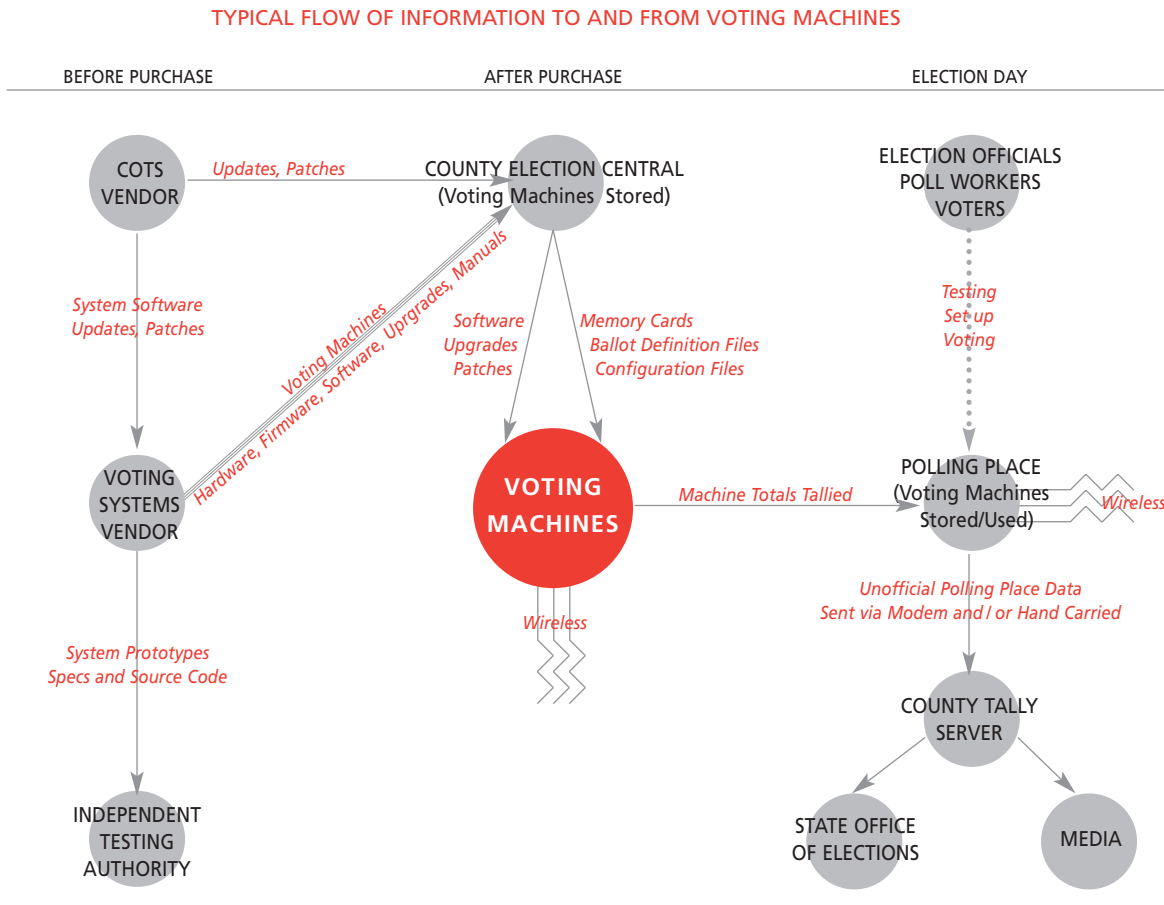 TYPICAL FLOW OF INFORMATION TO AND FROM VOTING MACHINES
BEFORE PURCHASE
AFTER PURCHASE
ELECTION DAY
COTS
VENDOR
Updates, Patches
COUNTY ELECTION CENTRAL
(Voting Machines Stored)
ELECTION OFFICIALS
POLL WORKERS
VOTERS
System Software
Updates, Patches
Voting Machines
Hardware, Firmware, Software, Uprgrades, Manuals
Software
Upgrades
Patches
Memory Cards
Ballot Definition Files
Configuration Files
Testing
Set up
Voting
VOTING
SYSTEMS
VENDOR
VOTING
MACHINES
Machine Totals Tallied
POLLING PLACE
(Voting Machines
Stored/Used)
Wireless
Wireless
Unofficial Polling Place Data
Sent via Modem and / or Hand Carried
System Prototypes
Specs and Source Code
COUNTY TALLY
SERVER
INDEPENDENT
TESTING
AUTHORITY
STATE OFFICE
OF ELECTIONS
MEDIA